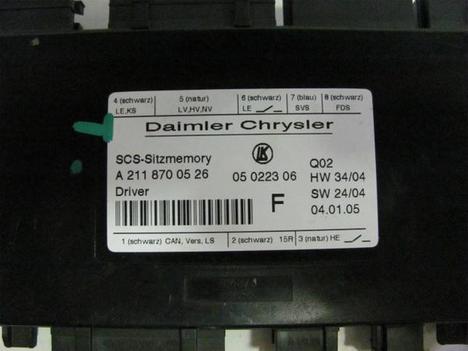 4 (schwarz) 5 (natur) 6 (schwarz) 7 (blau) 8 (schwarz)
LE,KS LV,HV,NV LE SVS FDS
Daimler Chrysler
SCS-Sitzmemory LK Q02
A 211 870 05 26 05 0223 06 HW 34/04
Driver F SW 24/04
04.01.05
1 (schwarz) CAN, Vers, LS 2 (schwarz) 15R 3 (natur) HE